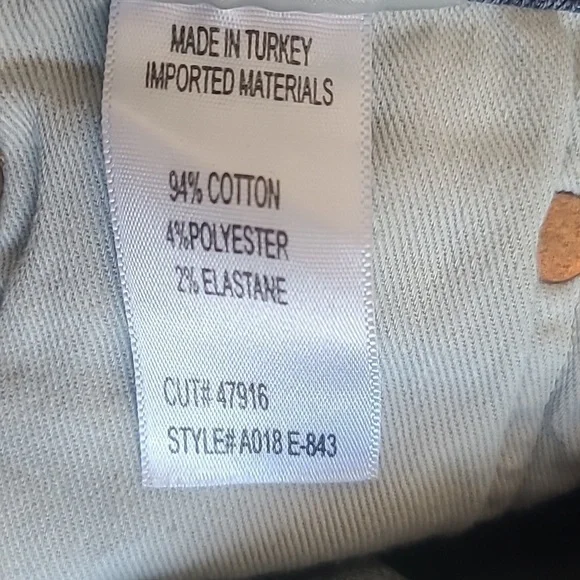 MADE IN TURKEY
IMPORTED MATERIALS
94% COTTON
4%POLYESTER
2% ELASTANE
CUT# 47916
STYLE# A018 E-843